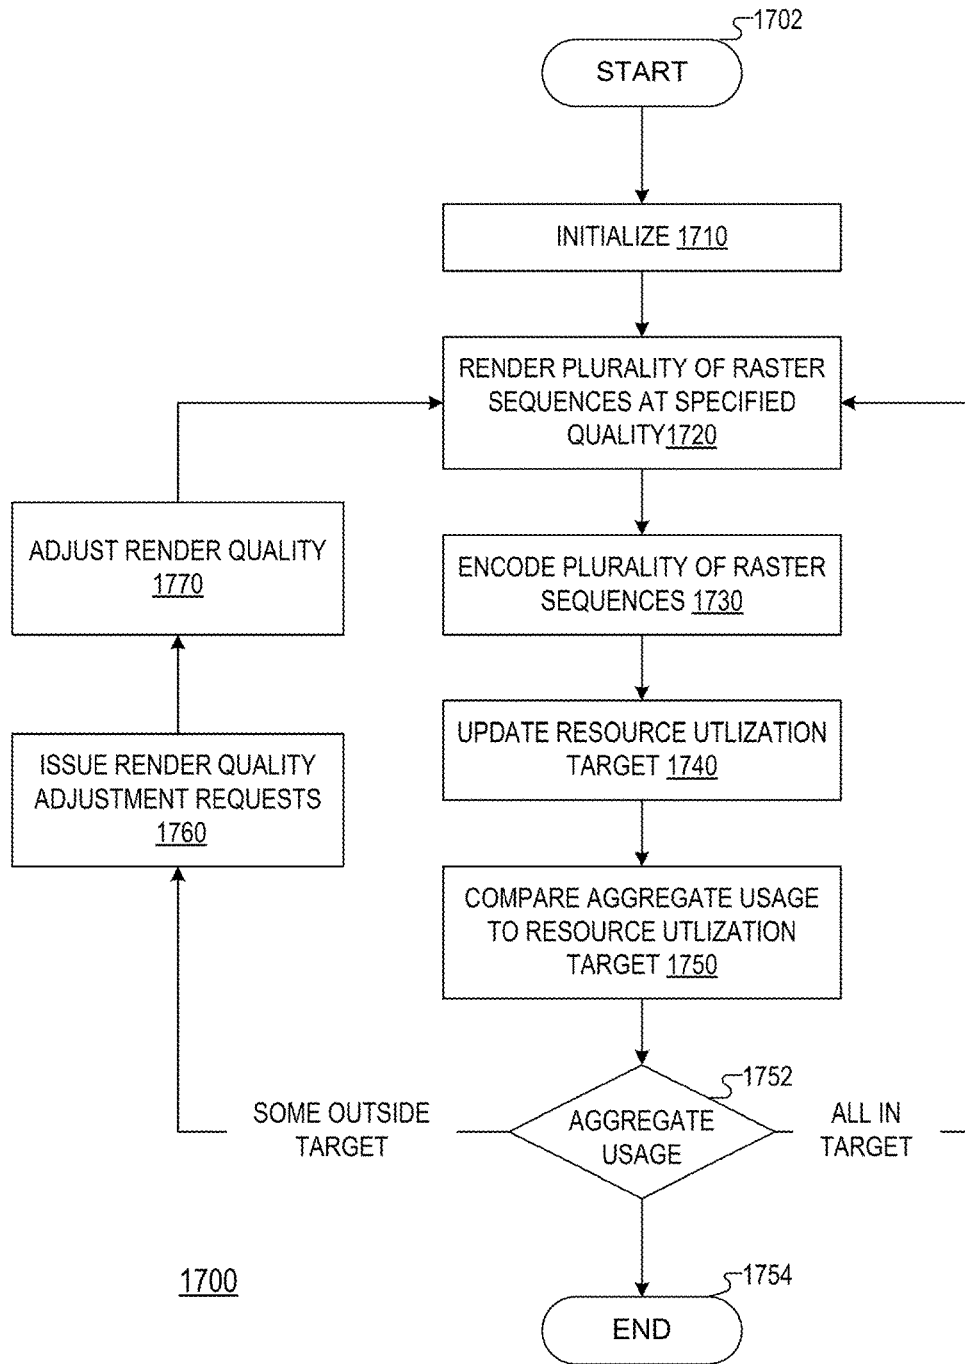 1702
START
INITIALIZE 1710
RENDER PLURALITY OF RASTER
SEQUENCES AT SPECIFIED
QUALITY1720
ADJUST RENDER QUALITY
1770
ENCODE PLURALITY OF RASTER
SEQUENCES 1730
UPDATE RESOURCE UTLIZATION
TARGET 1740
ISSUE RENDER QUALITY
ADJUSTMENT REQUESTS
1760
COMPARE AGGREGATE USAGE
TO RESOURCE UTLIZATION
TARGET 1750
1752
SOME OUTSIDE
TARGET
AGGREGATE
USAGE
ALL IN
TARGET
1700
1754
END